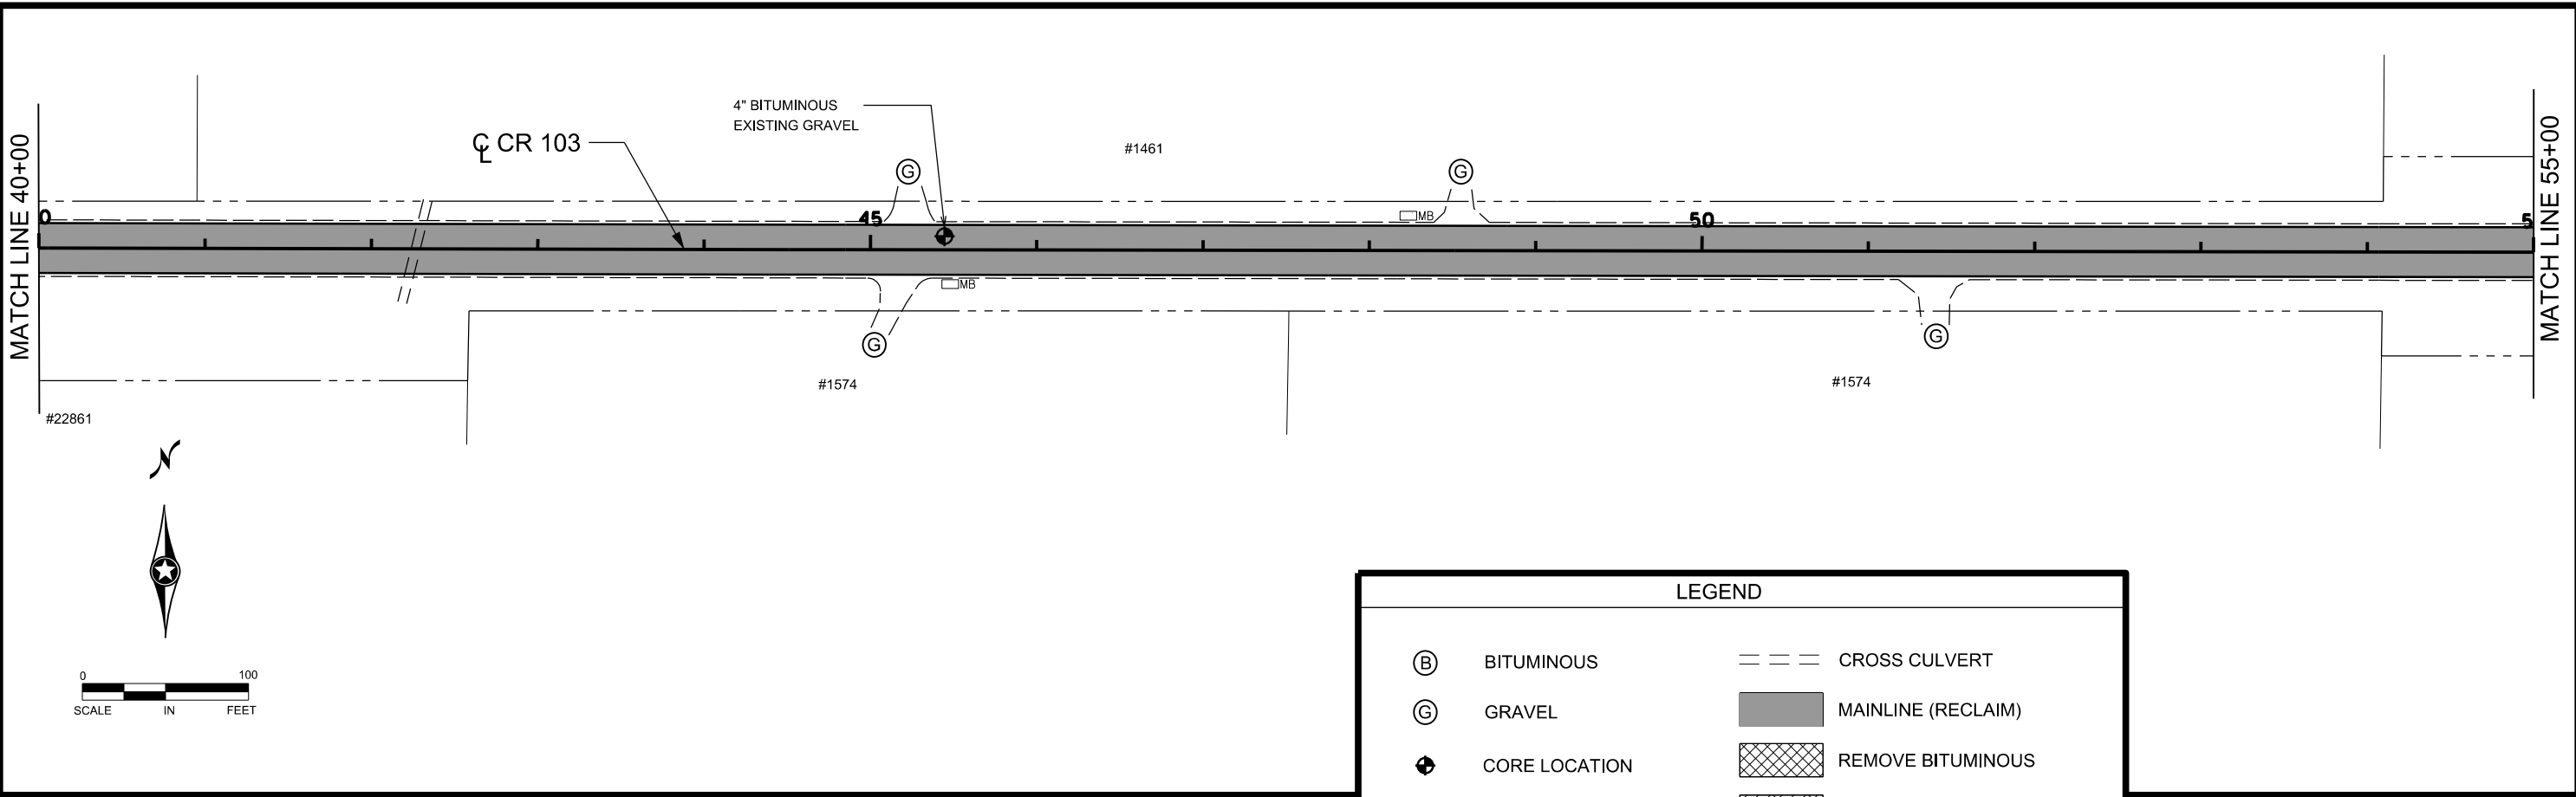 4" BITUMINOUS
EXISTING GRAVEL
℄ CR 103
#1461
G
G
MATCH LINE 40+00
MATCH LINE 55+00
0
45
MB
50
5
MB
G
G
#1574
#1574
#22861
N
0 100
SCALE IN FEET
LEGEND
B BITUMINOUS
CROSS CULVERT
G GRAVEL
MAINLINE (RECLAIM)
REMOVE BITUMINOUS
CORE LOCATION